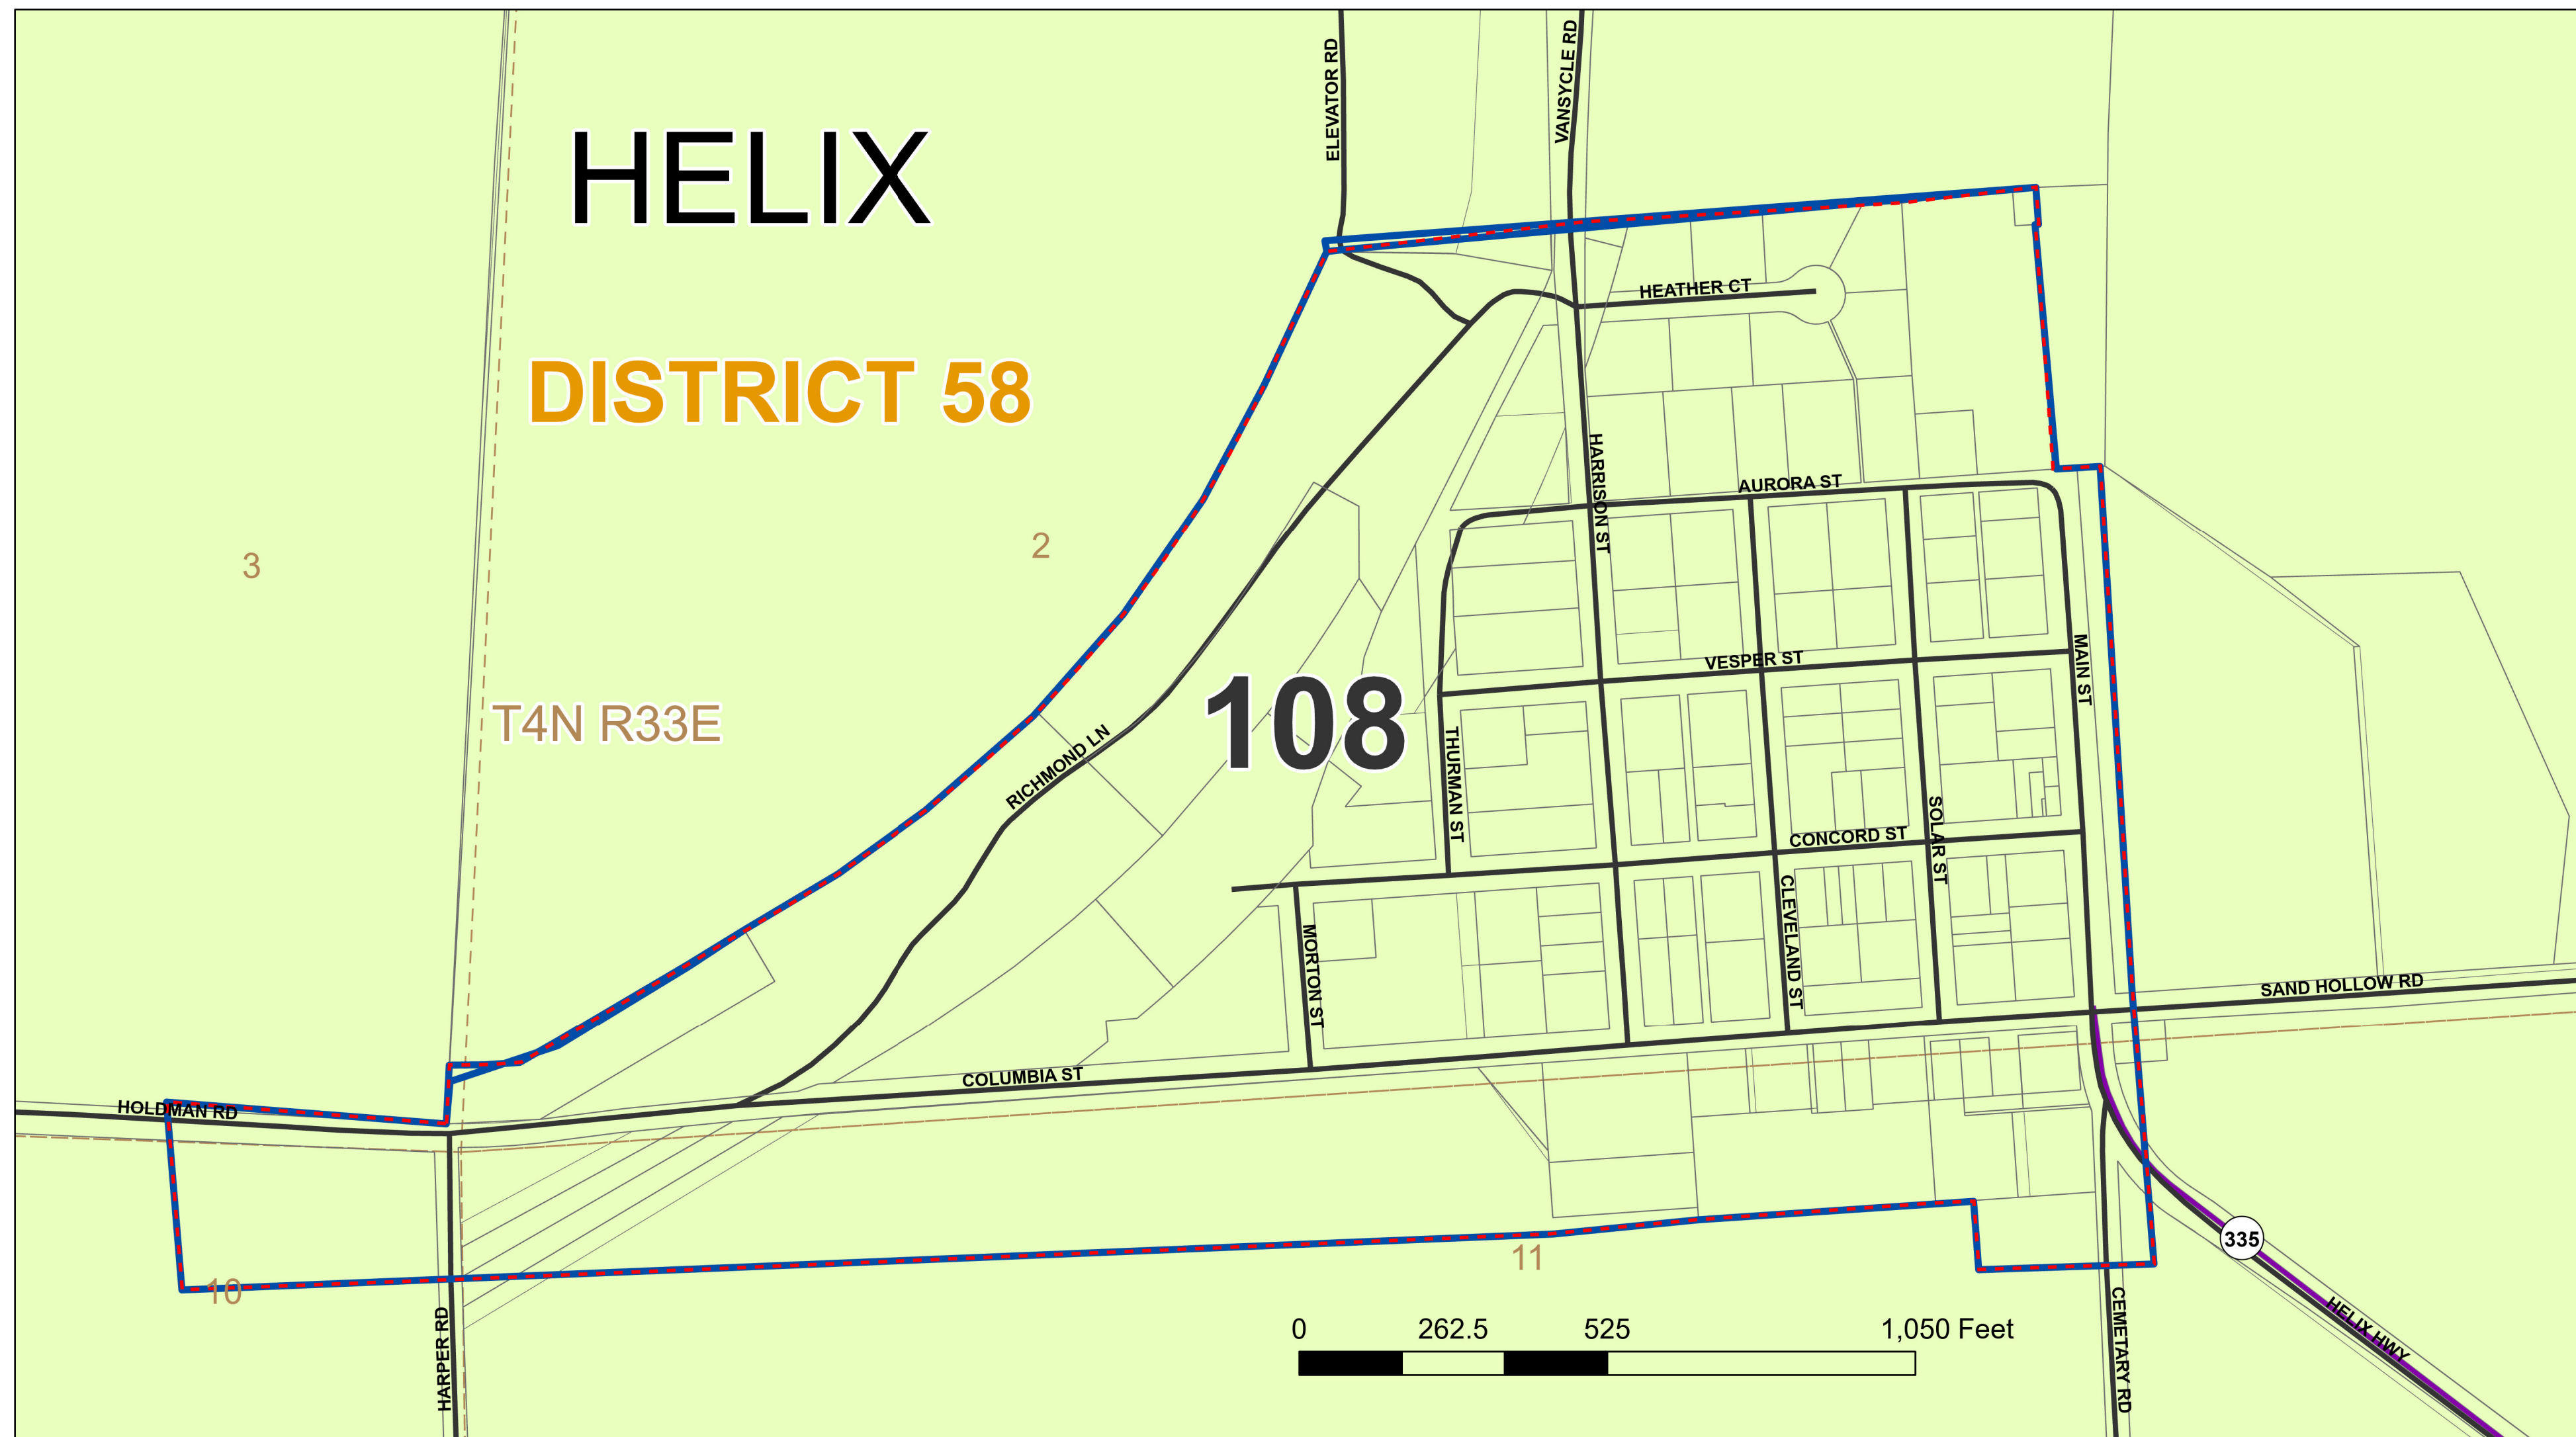 ELEVATOR RD
VANSYCLE RD
HELIX
HEATHER CT
DISTRICT 58
HARRISON ST
AURORA ST
2
3
MAIN ST
VESPER ST
T4N R33E
108
RICHMOND LN
THURMAN ST
SOLAR ST
CONCORD ST
CLEVELAND ST
MORTON ST
SAND HOLLOW RD
COLUMBIA ST
HOLDMAN RD
335
11
10
HARPER RD
CEMETARY RD
HELIX HWY
0 262.5 525 1,050 Feet